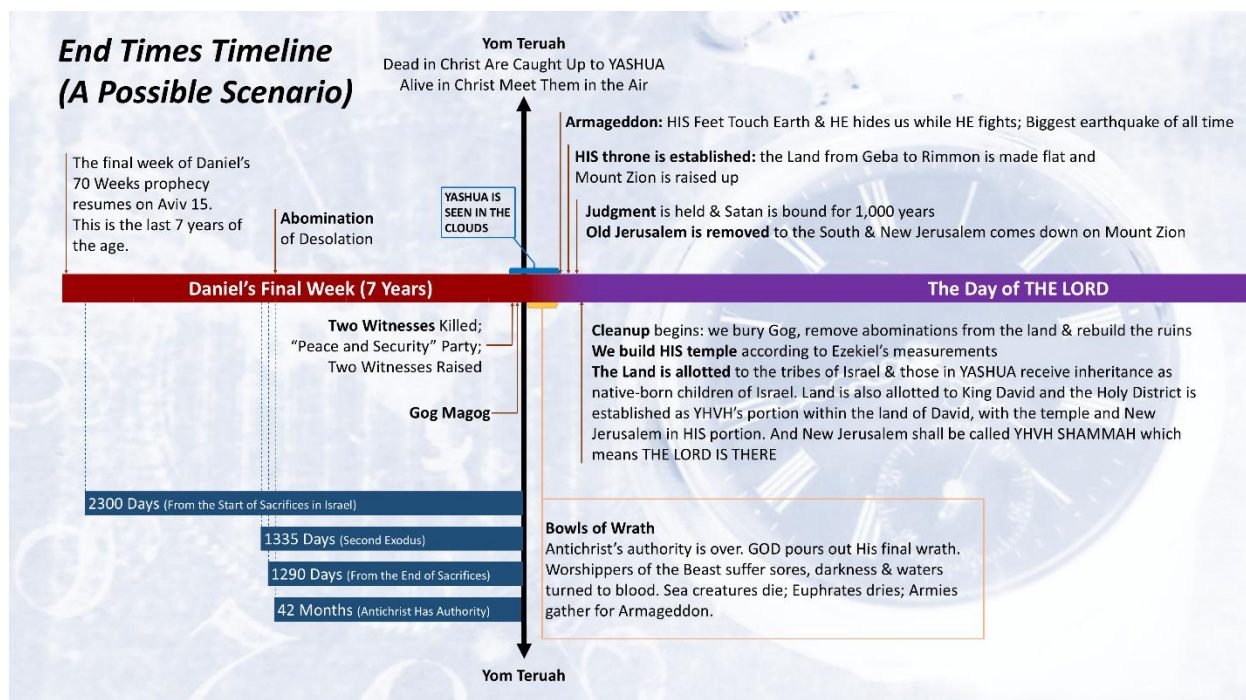 End Times Timeline
(A Possible Scenario)
Yom Teruah
Dead in Christ Are Caught Up to YASHUA
Alive in Christ Meet Them in the Air
Armageddon: HIS Feet Touch Earth & HE hides us while HE fights; Biggest earthquake of all time
HIS throne is established: the Land from Geba to Rimmon is made flat and
Mount Zion is raised up
The final week of Daniel's
70 Weeks prophecy
resumes on Aviv 15.
This is the last 7 years of
the age.
Abomination
of Desolation
YASHUA IS
SEEN IN THE
CLOUDS
Judgment is held & Satan is bound for 1,000 years
Old Jerusalem is removed to the South & New Jerusalem comes down on Mount Zion
Daniel's Final Week (7 Years)
The Day of THE LORD
Two Witnesses Killed;
"Peace and Security" Party;
Two Witnesses Raised
Gog Magog
Cleanup begins: we bury Gog, remove abominations from the land & rebuild the ruins
We build HIS temple according to Ezekiel's measurements
The Land is allotted to the tribes of Israel & those in YASHUA receive inheritance as
native-born children of Israel. Land is also allotted to King David and the Holy District is
established as YHVH's portion within the land of David, with the temple and New
Jerusalem in HIS portion. And New Jerusalem shall be called YHVH SHAMMAH which
means THE LORD IS THERE
2300 Days (From the Start of Sacrifices in Israel)
1335 Days (Second Exodus)
1290 Days (From the End of Sacrifices)
42 Months (Antichrist Has Authority)
Bowls of Wrath
Antichrist's authority is over. GOD pours out His final wrath.
Worshippers of the Beast suffer sores, darkness & waters
turned to blood. Sea creatures die; Euphrates dries; Armies
gather for Armageddon.
Yom Teruah